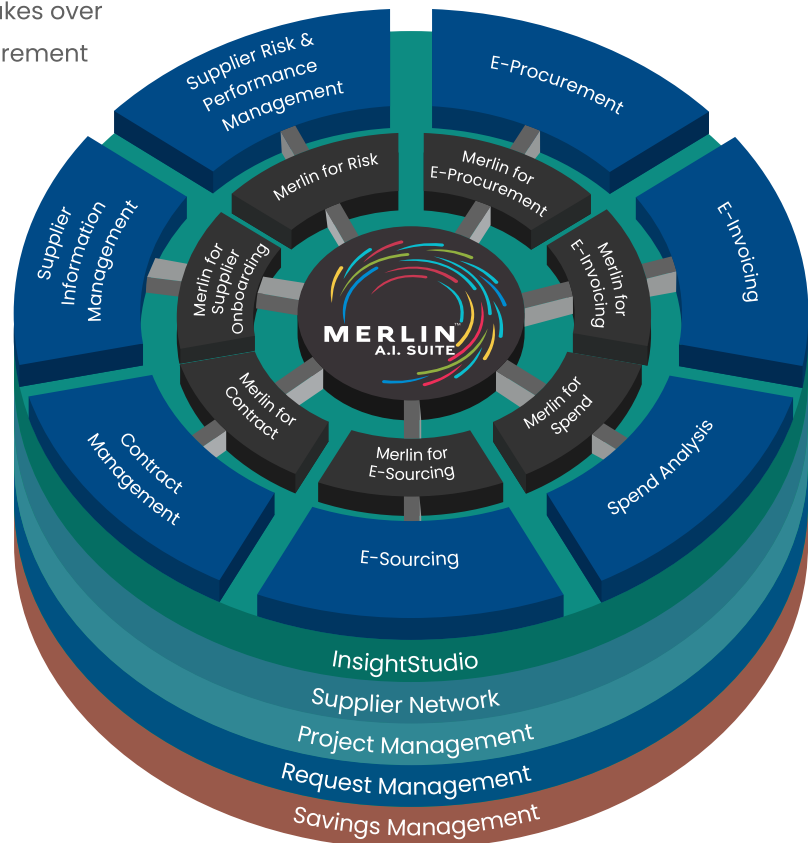 akes over
rement
Supplier Risk &
Performance
Management
E-Procurement
Supplier
Information
Management
Merlin for Risk
Merlin for
E-Procurement
E-Invoicing
Merlin for
Supplier
Onboarding
Merlin for
E-Invoicing
MERLIN™
A.I. SUITE
Merlin for
Contract
Merlin for
Spend
Contract
Management
Merlin for
E-Sourcing
Spend Analysis
E-Sourcing
InsightStudio
Supplier Network
Project Management
Request Management
Savings Management